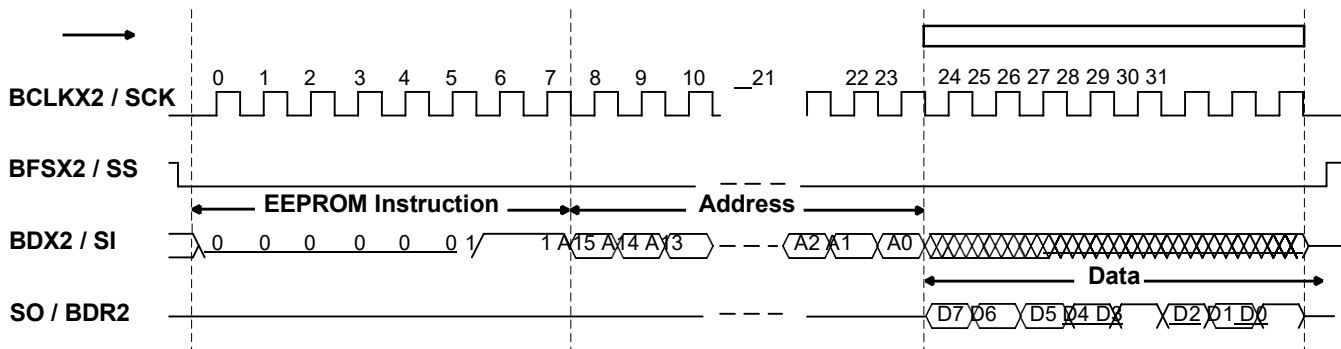 0 1 2 3 4 5 6 7 8 9 10 _21 22 23 24 25 26 27 28 29 30 31
BCLKX2 / SCK
BFSX2 / SS
EEPROM Instruction Address
BDX2 / SI 0 0 0 0 0 0 1 1 A15 A14 A13 A2 A1 A0
Data
SO / BDR2 D7 D6 D5 D4 D3 D2 D1 D0